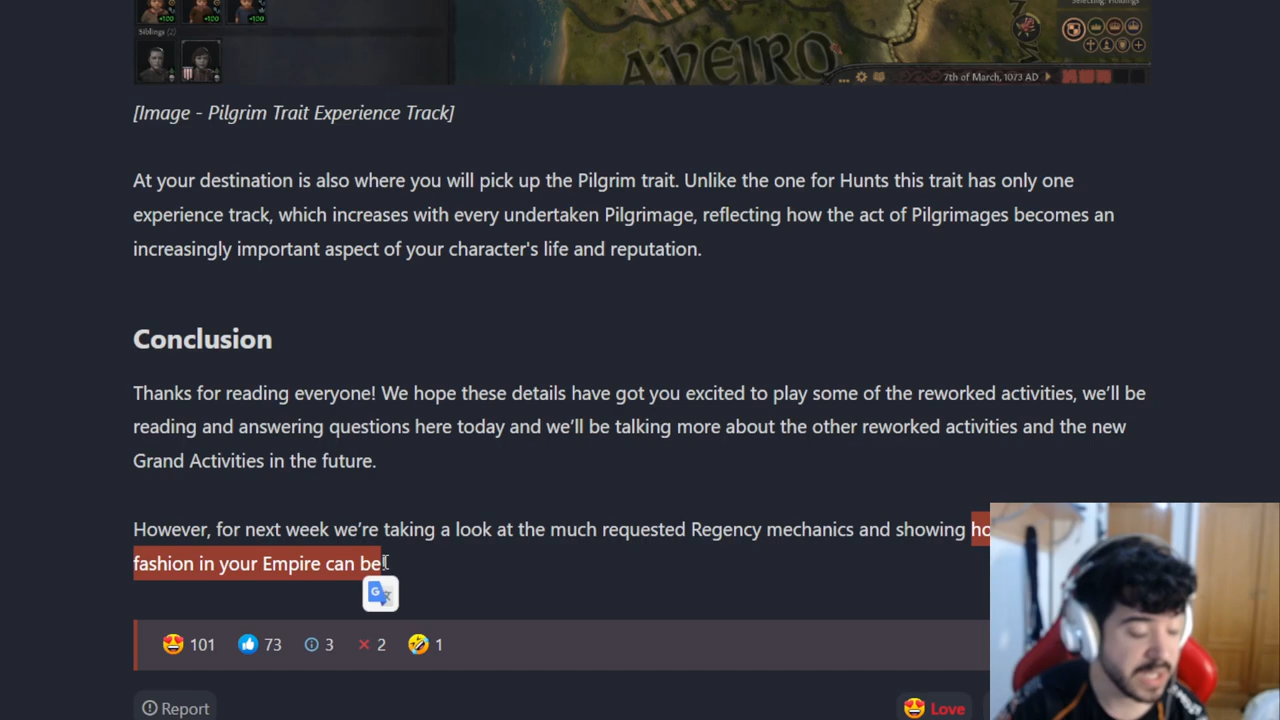 +100 +100 +100
Siblings (2)
Selecting: Holdings
AVEIRO
7th of March, 1073 AD
[Image - Pilgrim Trait Experience Track]
At your destination is also where you will pick up the Pilgrim trait. Unlike the one for Hunts this trait has only one
experience track, which increases with every undertaken Pilgrimage, reflecting how the act of Pilgrimages becomes an
increasingly important aspect of your character's life and reputation.
Conclusion
Thanks for reading everyone! We hope these details have got you excited to play some of the reworked activities, we’ll be
reading and answering questions here today and we’ll be talking more about the other reworked activities and the new
Grand Activities in the future.
However, for next week we’re taking a look at the much requested Regency mechanics and showing
fashion in your Empire can be
G
101 73 3 2 1
Report
Love